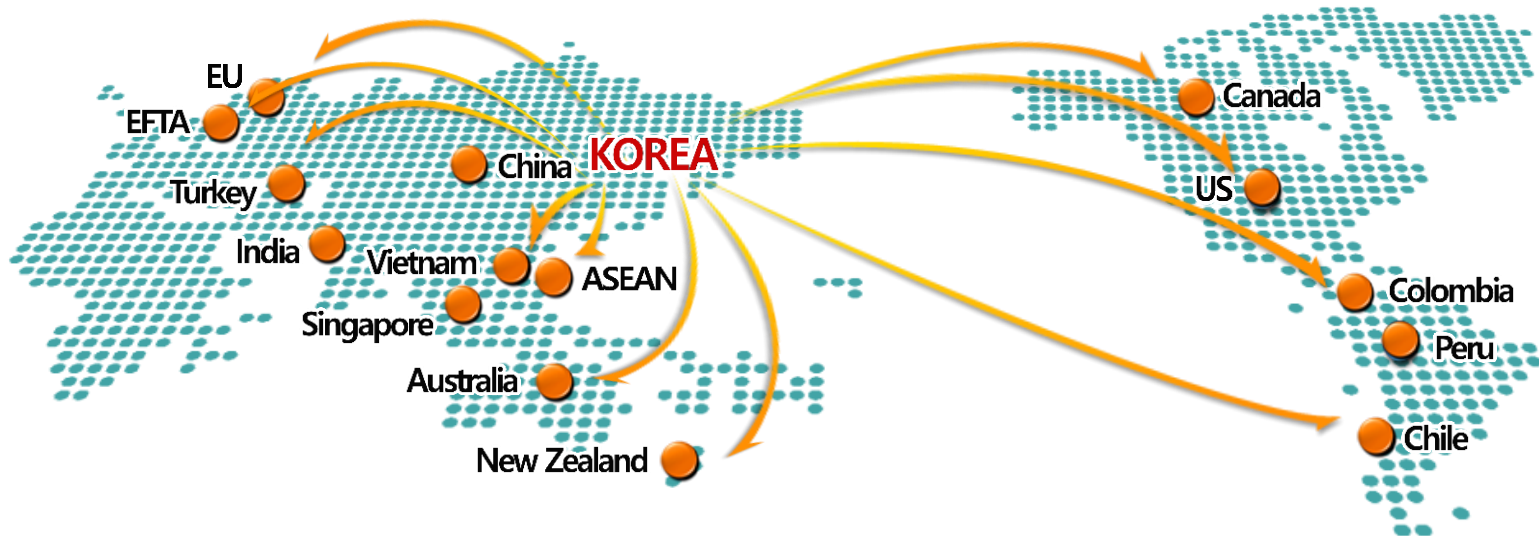 EU
EFTA
Turkey
China
KOREA
India
Vietnam
ASEAN
Singapore
Australia
New Zealand
Canada
US
Colombia
Peru
Chile